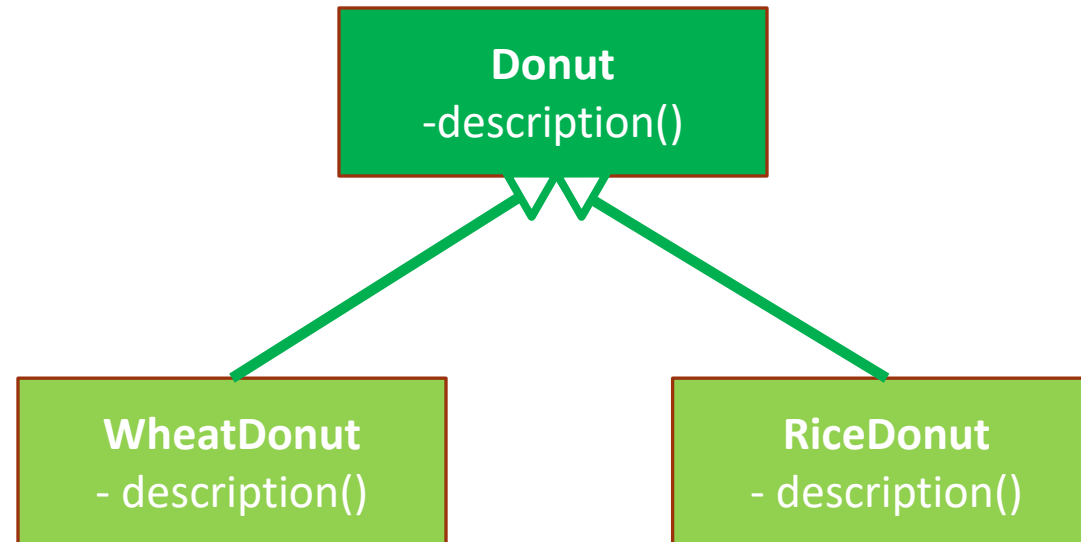 Donut
-description()
WheatDonut
- description()
RiceDonut
- description()